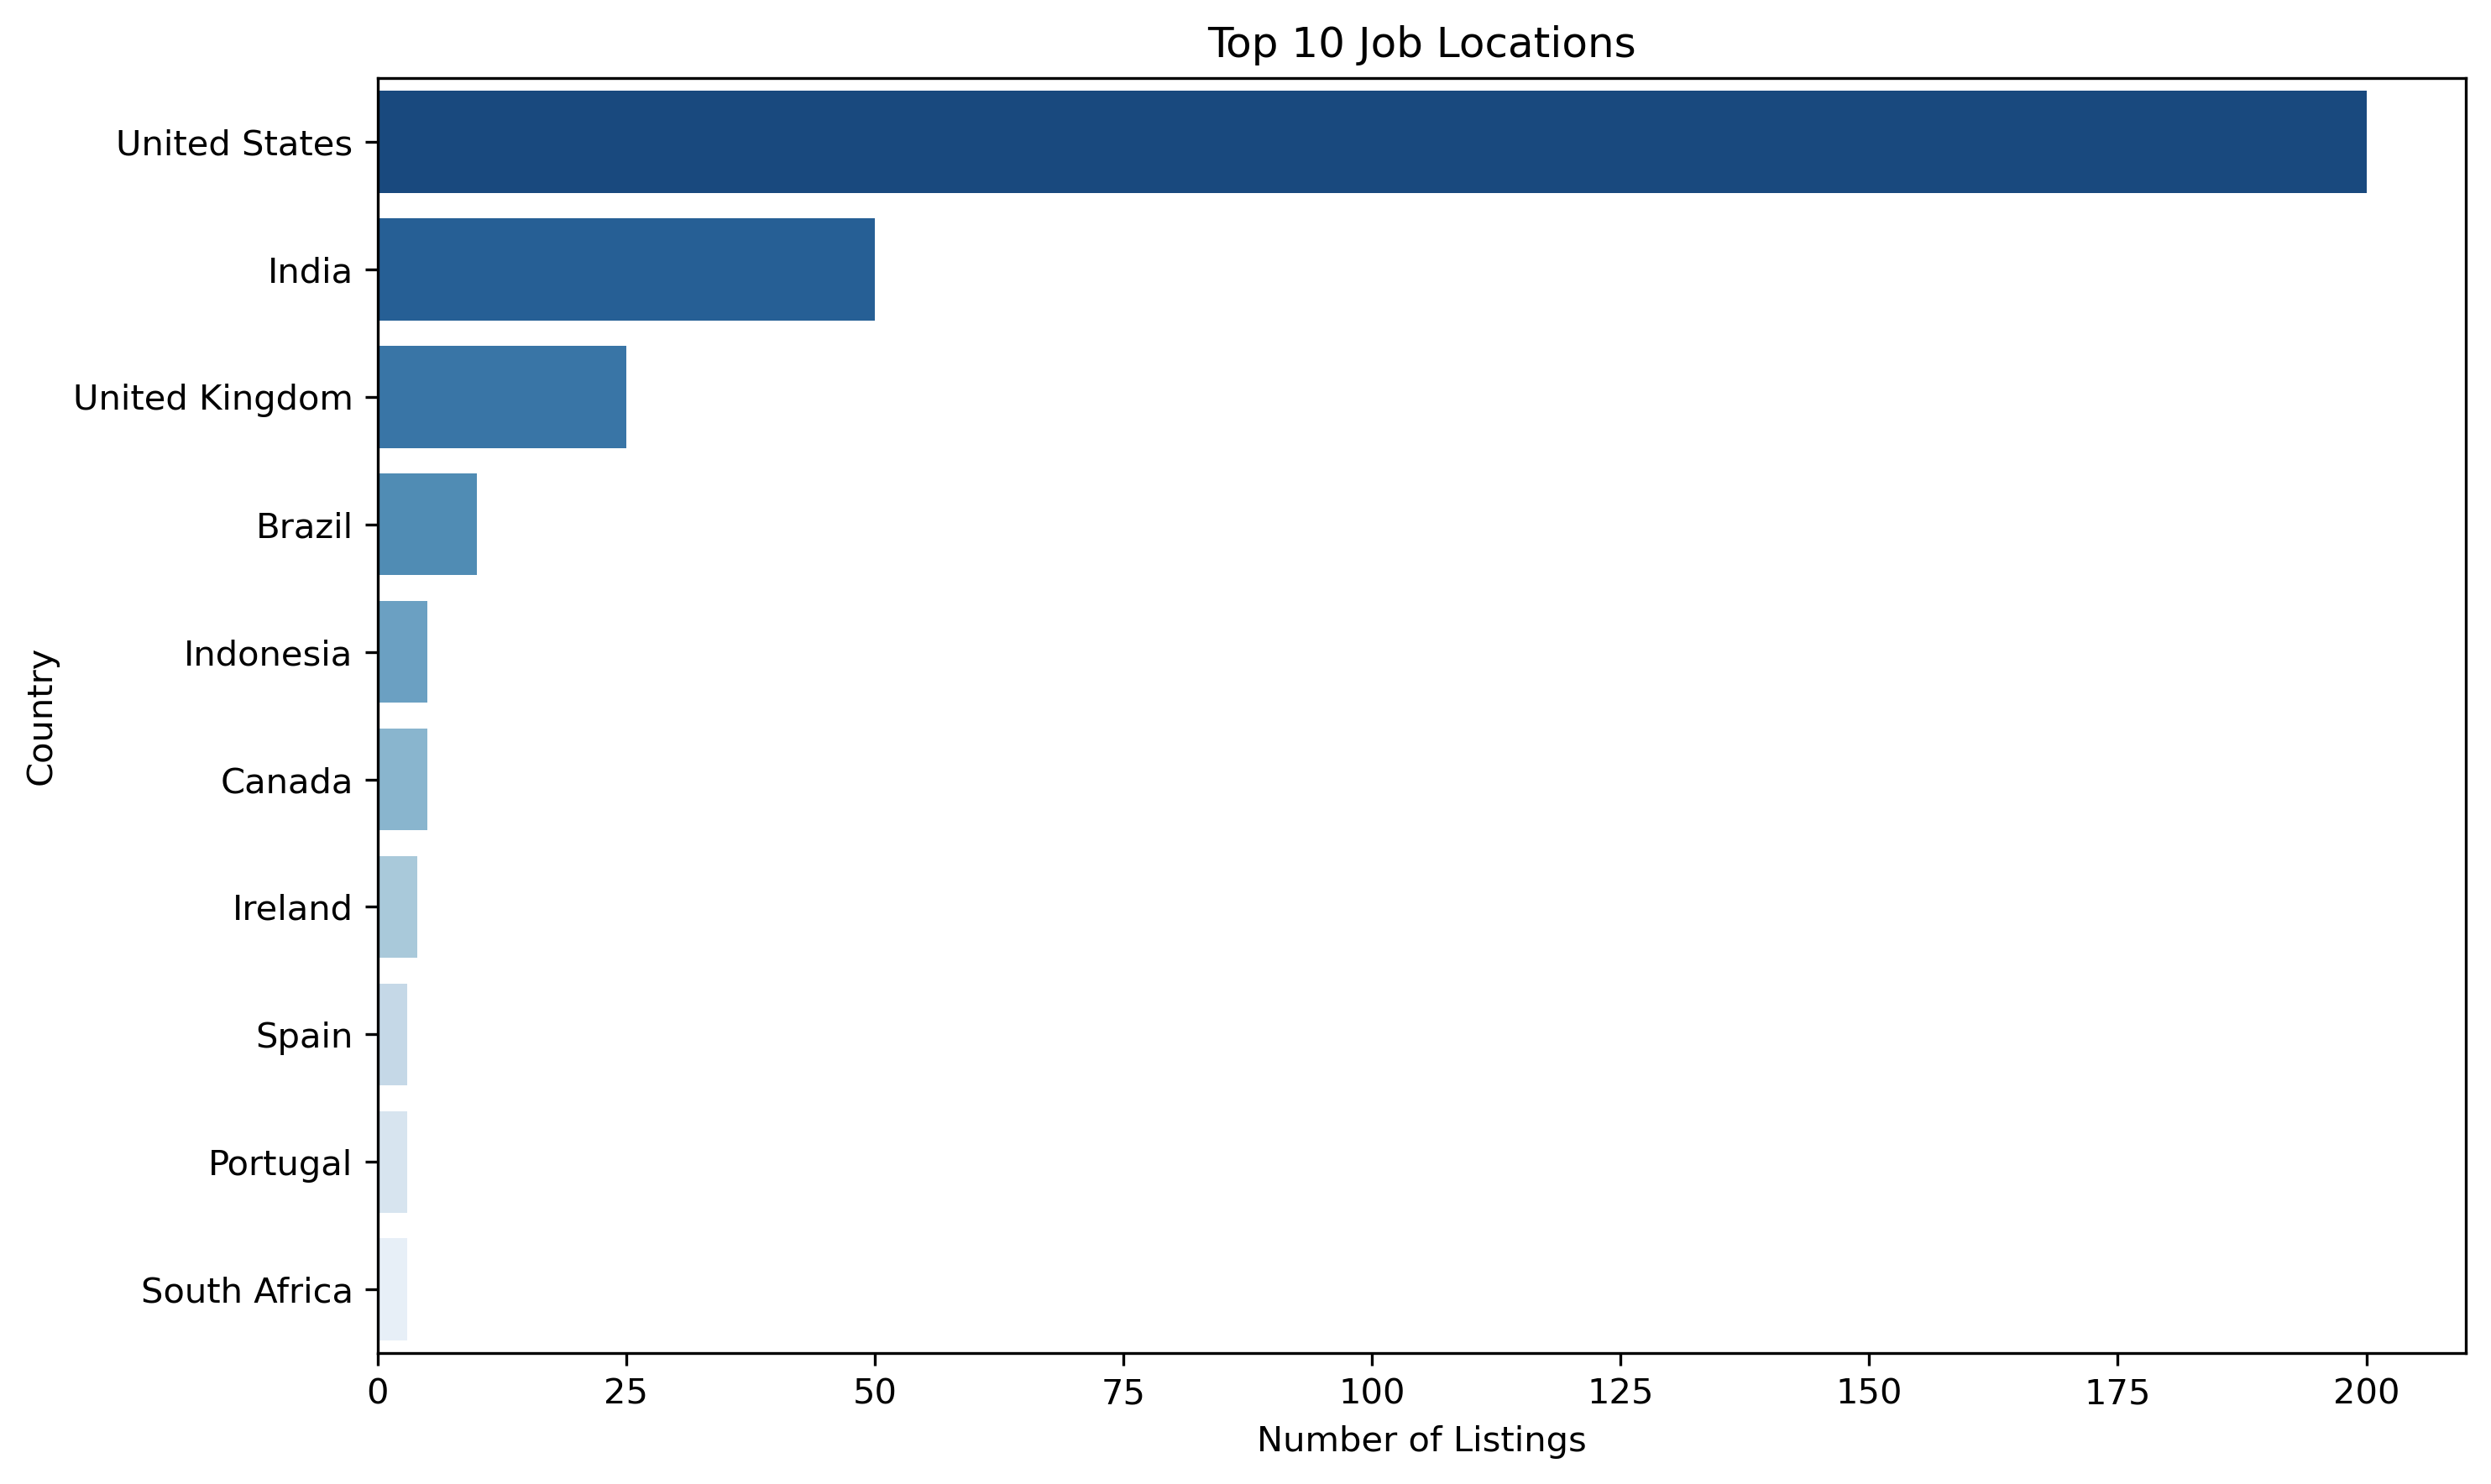 Top 10 Job Locations
United States
India
United Kingdom
Brazil
Indonesia
Canada
Ireland
Spain
Portugal
South Africa
Country
0 25 50 75 100 125 150 175 200
Number of Listings